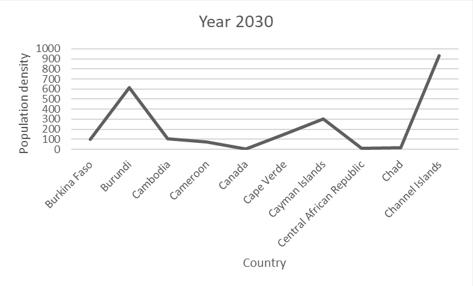 Year 2030
Population density
1000
900
800
700
600
500
400
300
200
100
0
Burkina Faso
Burundi
Cambodia
Cameroon
Canada
Cape Verde
Cayman Islands
Central African Republic
Chad
Channel Islands
Country